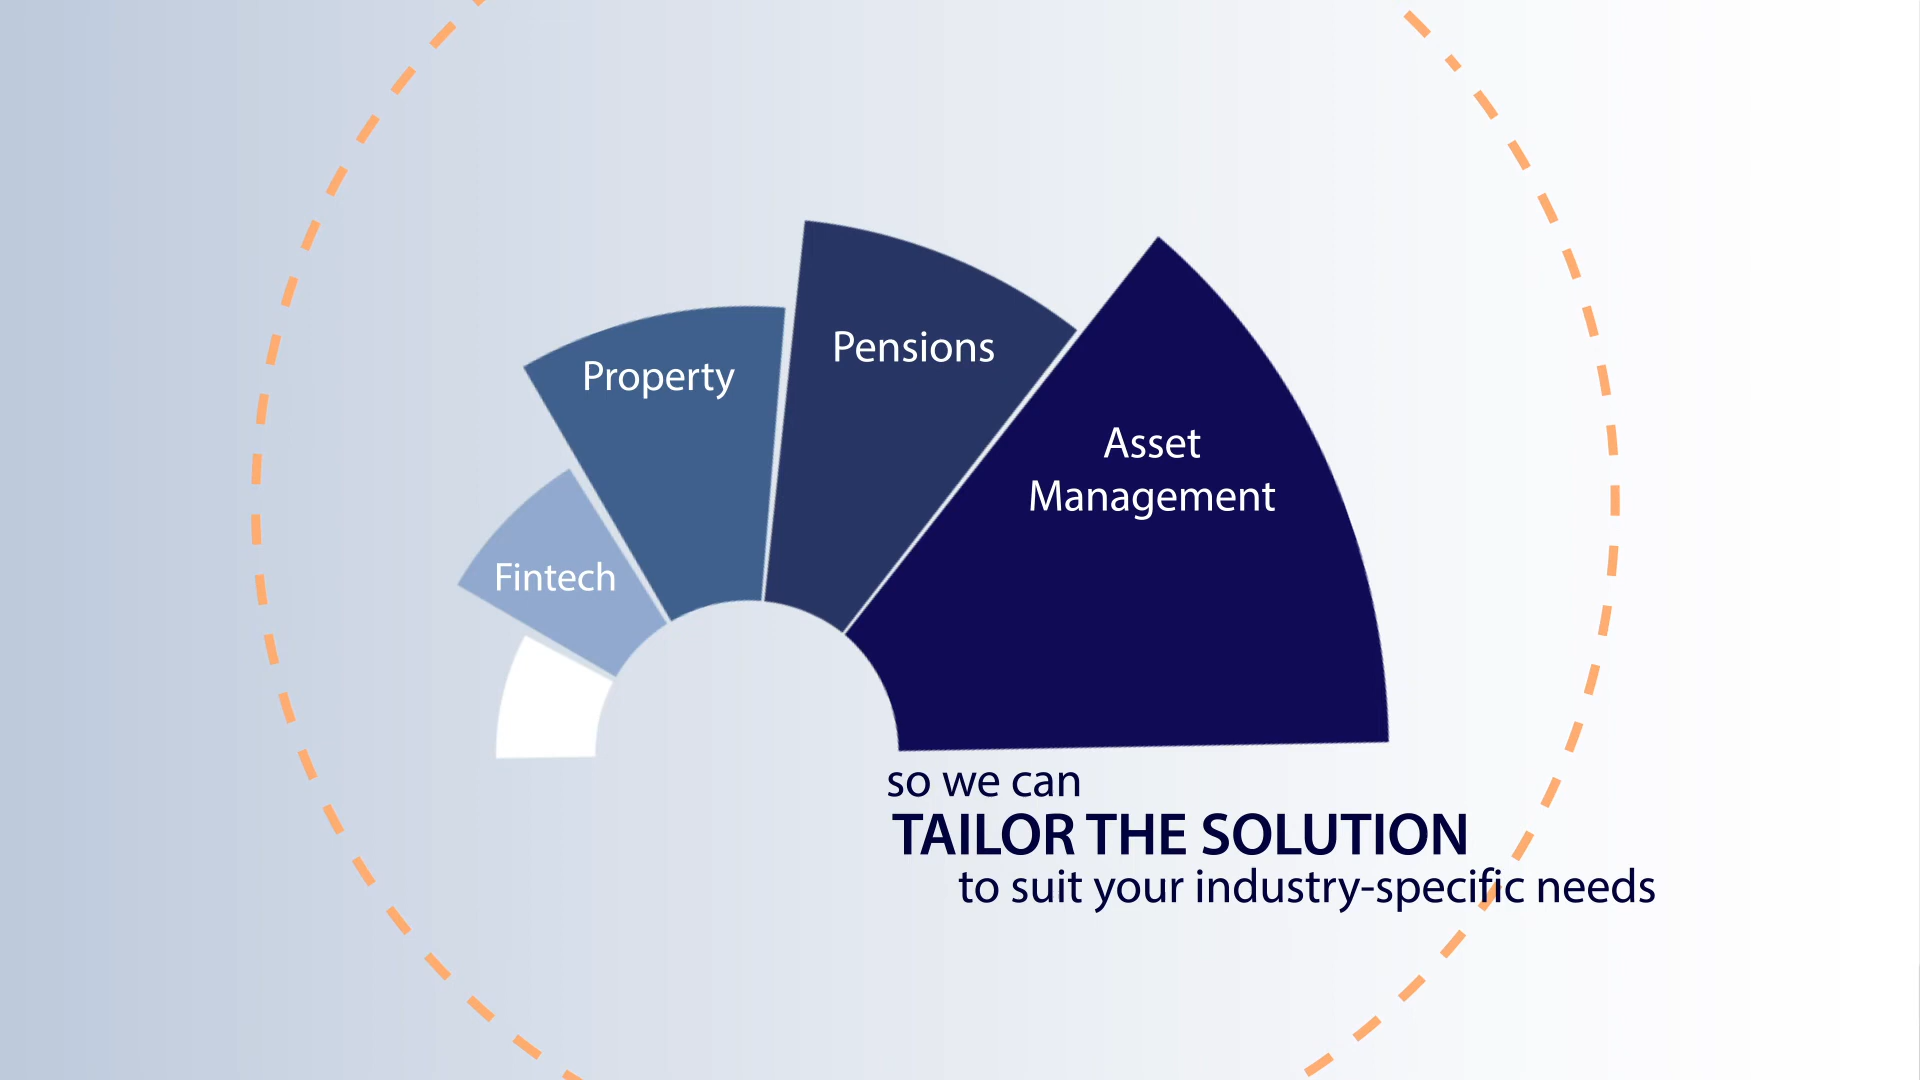 Pensions
Property
Asset
Management
Fintech
so we can
TAILOR THE SOLUTION
to suit your industry-specific needs